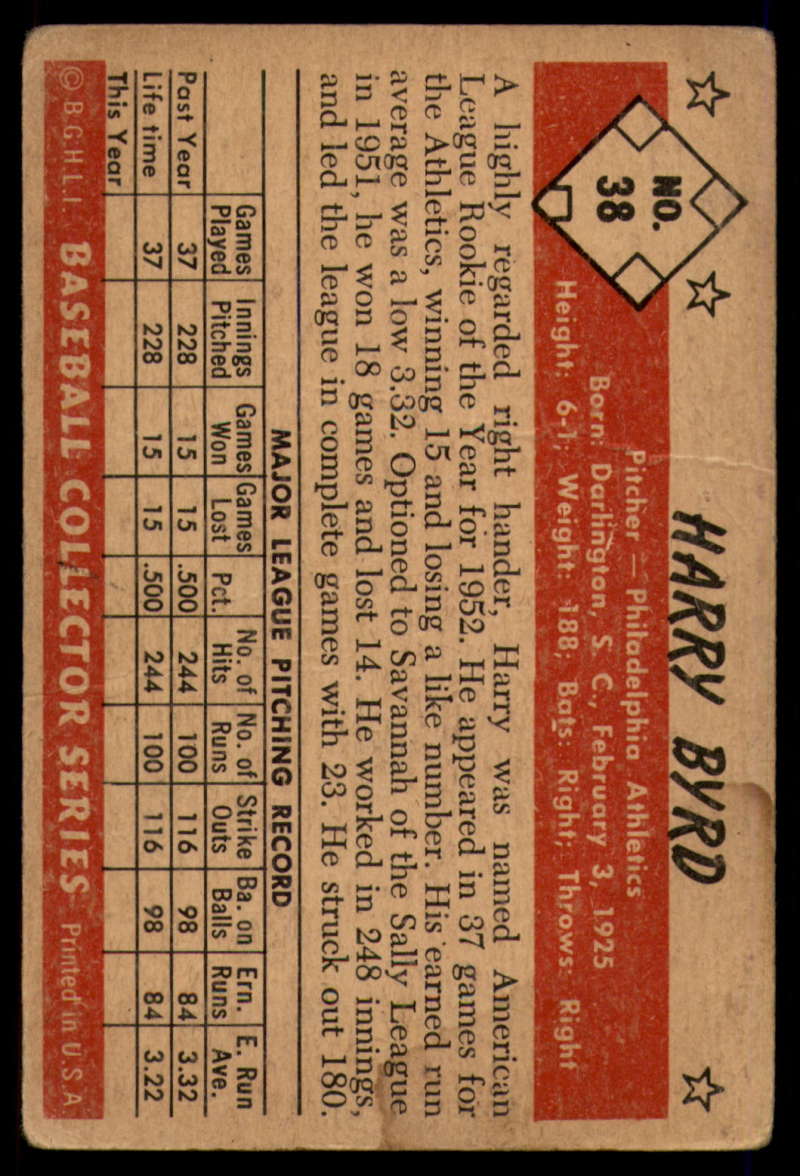 HARRY BYRD
NO.
38
Pitcher — Philadelphia Athletics
Born: Darlington, S. C., February 3, 1925
Height: 6-1; Weight: 188; Bats: Right; Throws: Right
A highly regarded right hander, Harry was named American
League Rookie of the Year for 1952. He appeared in 37 games for
the Athletics, winning 15 and losing a like number. His earned run
average was a low 3.32. Optioned to Savannah of the Sally League
in 1951, he won 18 games and lost 14. He worked in 248 innings,
and led the league in complete games with 23. He struck out 180.
MAJOR LEAGUE PITCHING RECORD
Games Innings Games Games No. of No. of Strike Ba. on Ern. E. Run
Played Pitched Won Lost Pct. Hits Runs Outs Balls Runs Ave.
Past Year 37 228 15 15 .500 244 100 116 98 84 3.32
Life time 37 228 15 15 .500 244 100 116 98 84 3.22
This Year
© B.G.H.L.I. BASEBALL COLLECTOR SERIES Printed in U.S.A.